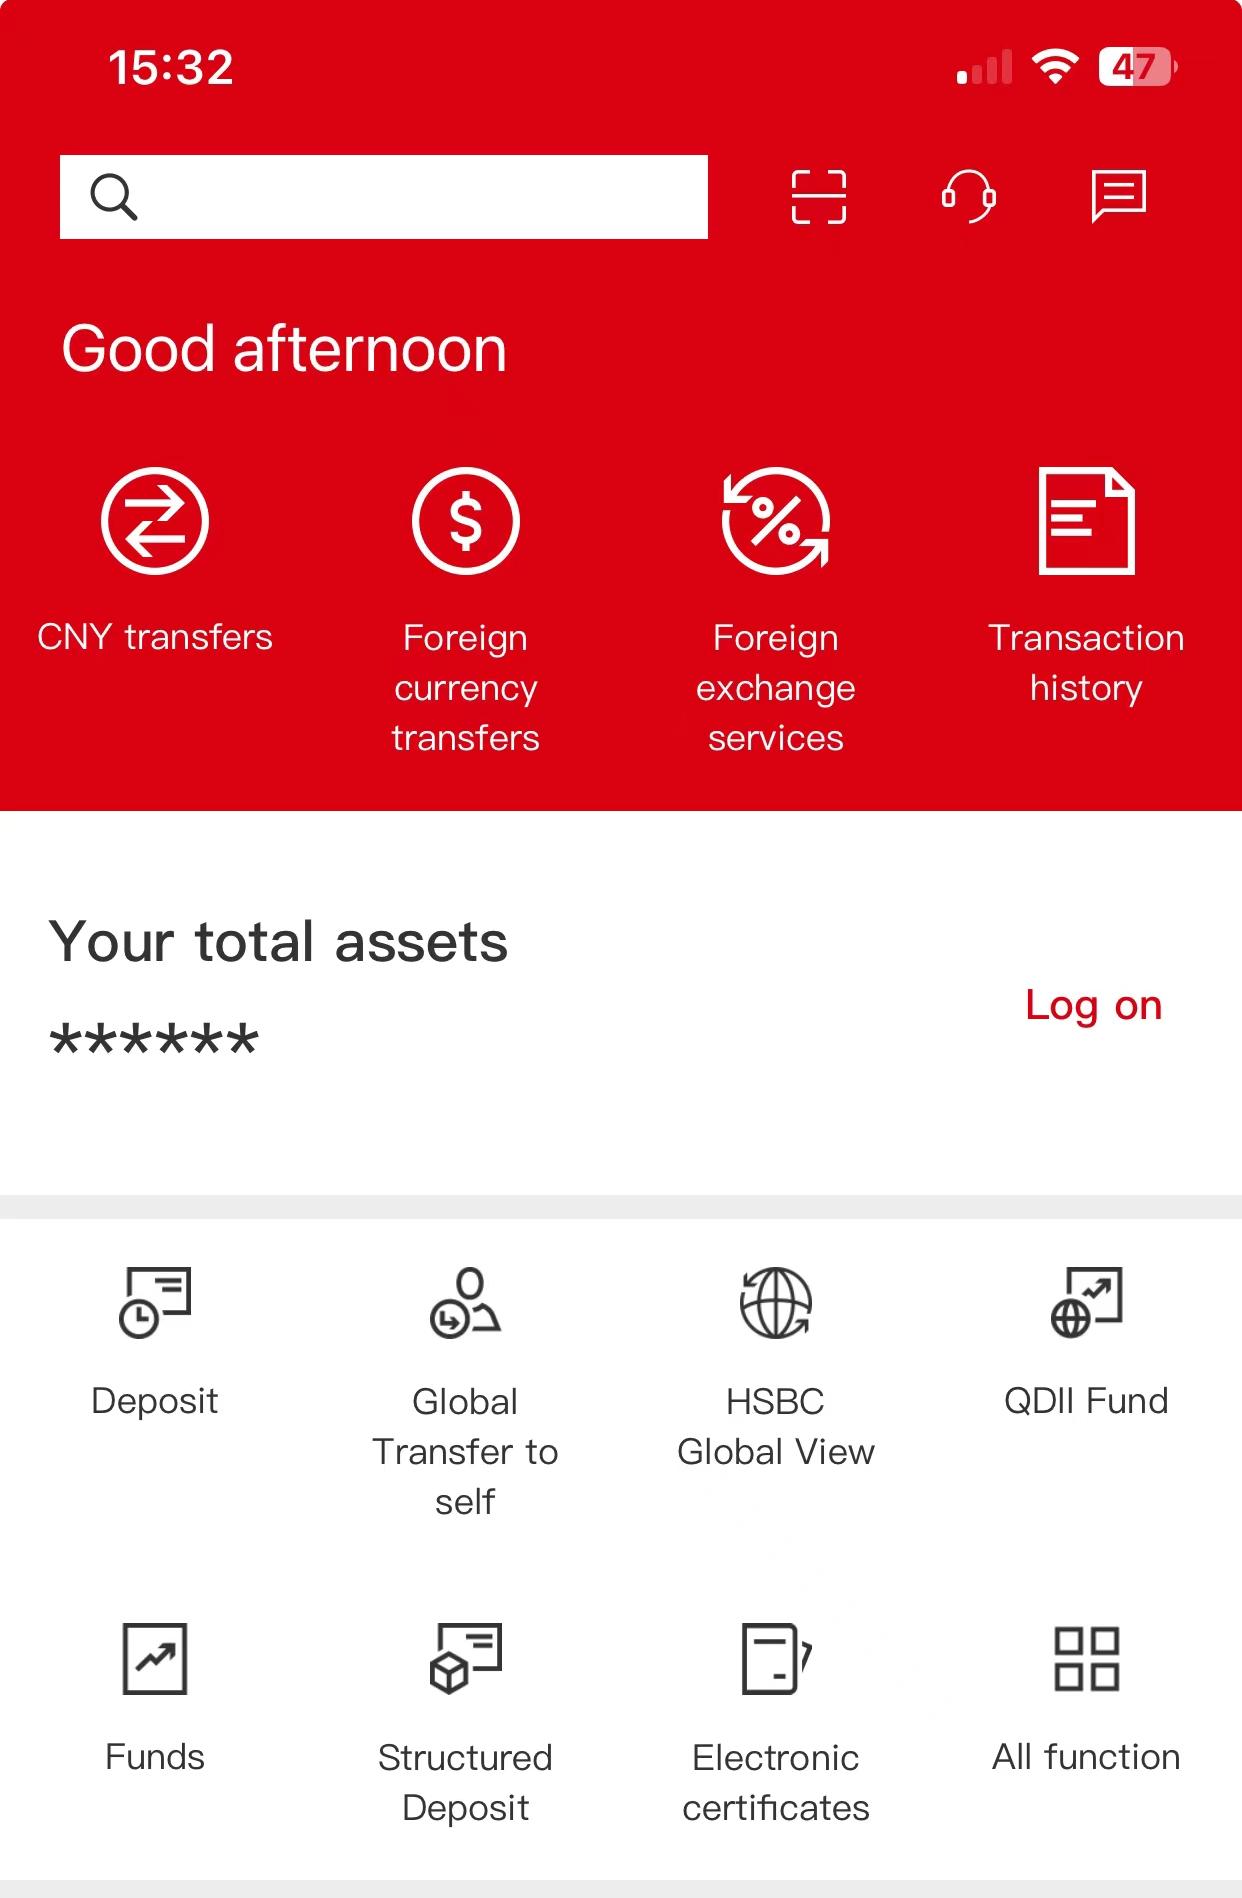 15:32
47
Good afternoon
CNY transfers
Foreign
currency
transfers
Foreign
exchange
services
Transaction
history
Your total assets
******
Log on
Deposit
Global
Transfer to
self
HSBC
Global View
QDII Fund
Funds
Structured
Deposit
Electronic
certificates
All function